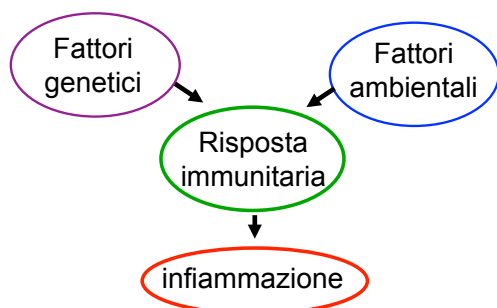 Fattori
genetici
Fattori
ambientali
Risposta
immunitaria
infiammazione